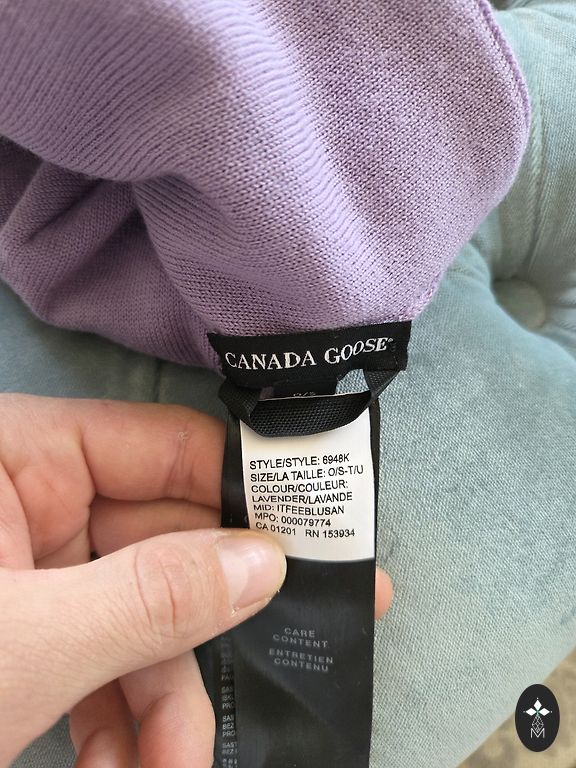 CANADA GOOSE®
STYLE/STYLE: 6948K
SIZE/LA TAILLE: O/S-T/U
COLOUR/COULEUR:
LAVENDER/LAVANDE
MID: ITFEEBLUSAN
MPO: 000079774
CA 01201 RN 153934
CARE
CONTENT
ENTRETIEN
CONTENU
M